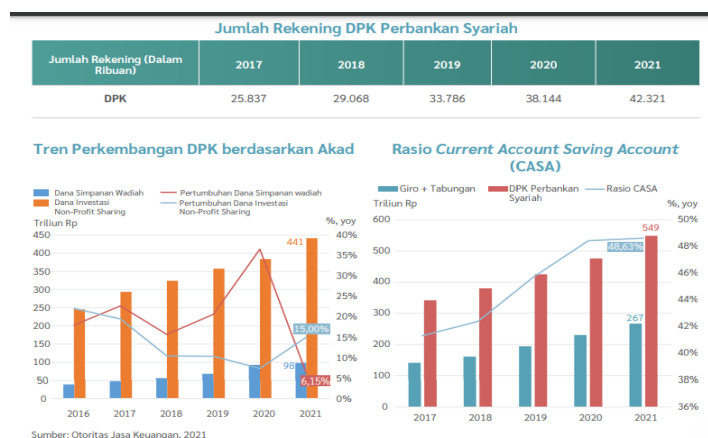 Jumlah Rekening DPK Perbankan Syariah
Jumlah Rekening (Dalam Ribuan) 2017 2018 2019 2020 2021
DPK 25.837 29.068 33.786 38.144 42.321
Tren Perkembangan DPK berdasarkan Akad
Dana Simpanan Wadiah
Dana Investasi
Non-Profit Sharing
Pertumbuhan Dana Simpanan wadiah
Pertumbuhan Dana Investasi
Non-Profit Sharing
Triliun Rp
%, yoy
450
400
350
300
250
200
150
100
50
0
40%
35%
30%
25%
20%
15%
10%
5%
0%
441
15,00%
98
6,15%
2016 2017 2018 2019 2020 2021
Rasio Current Account Saving Account
(CASA)
Giro + Tabungan
DPK Perbankan
Syariah
Rasio CASA
Triliun Rp
%, yoy
600
500
400
300
200
100
0
50%
48%
46%
44%
42%
40%
38%
36%
549
48,63%
267
2017 2018 2019 2020 2021
Sumber: Otoritas Jasa Keuangan, 2021